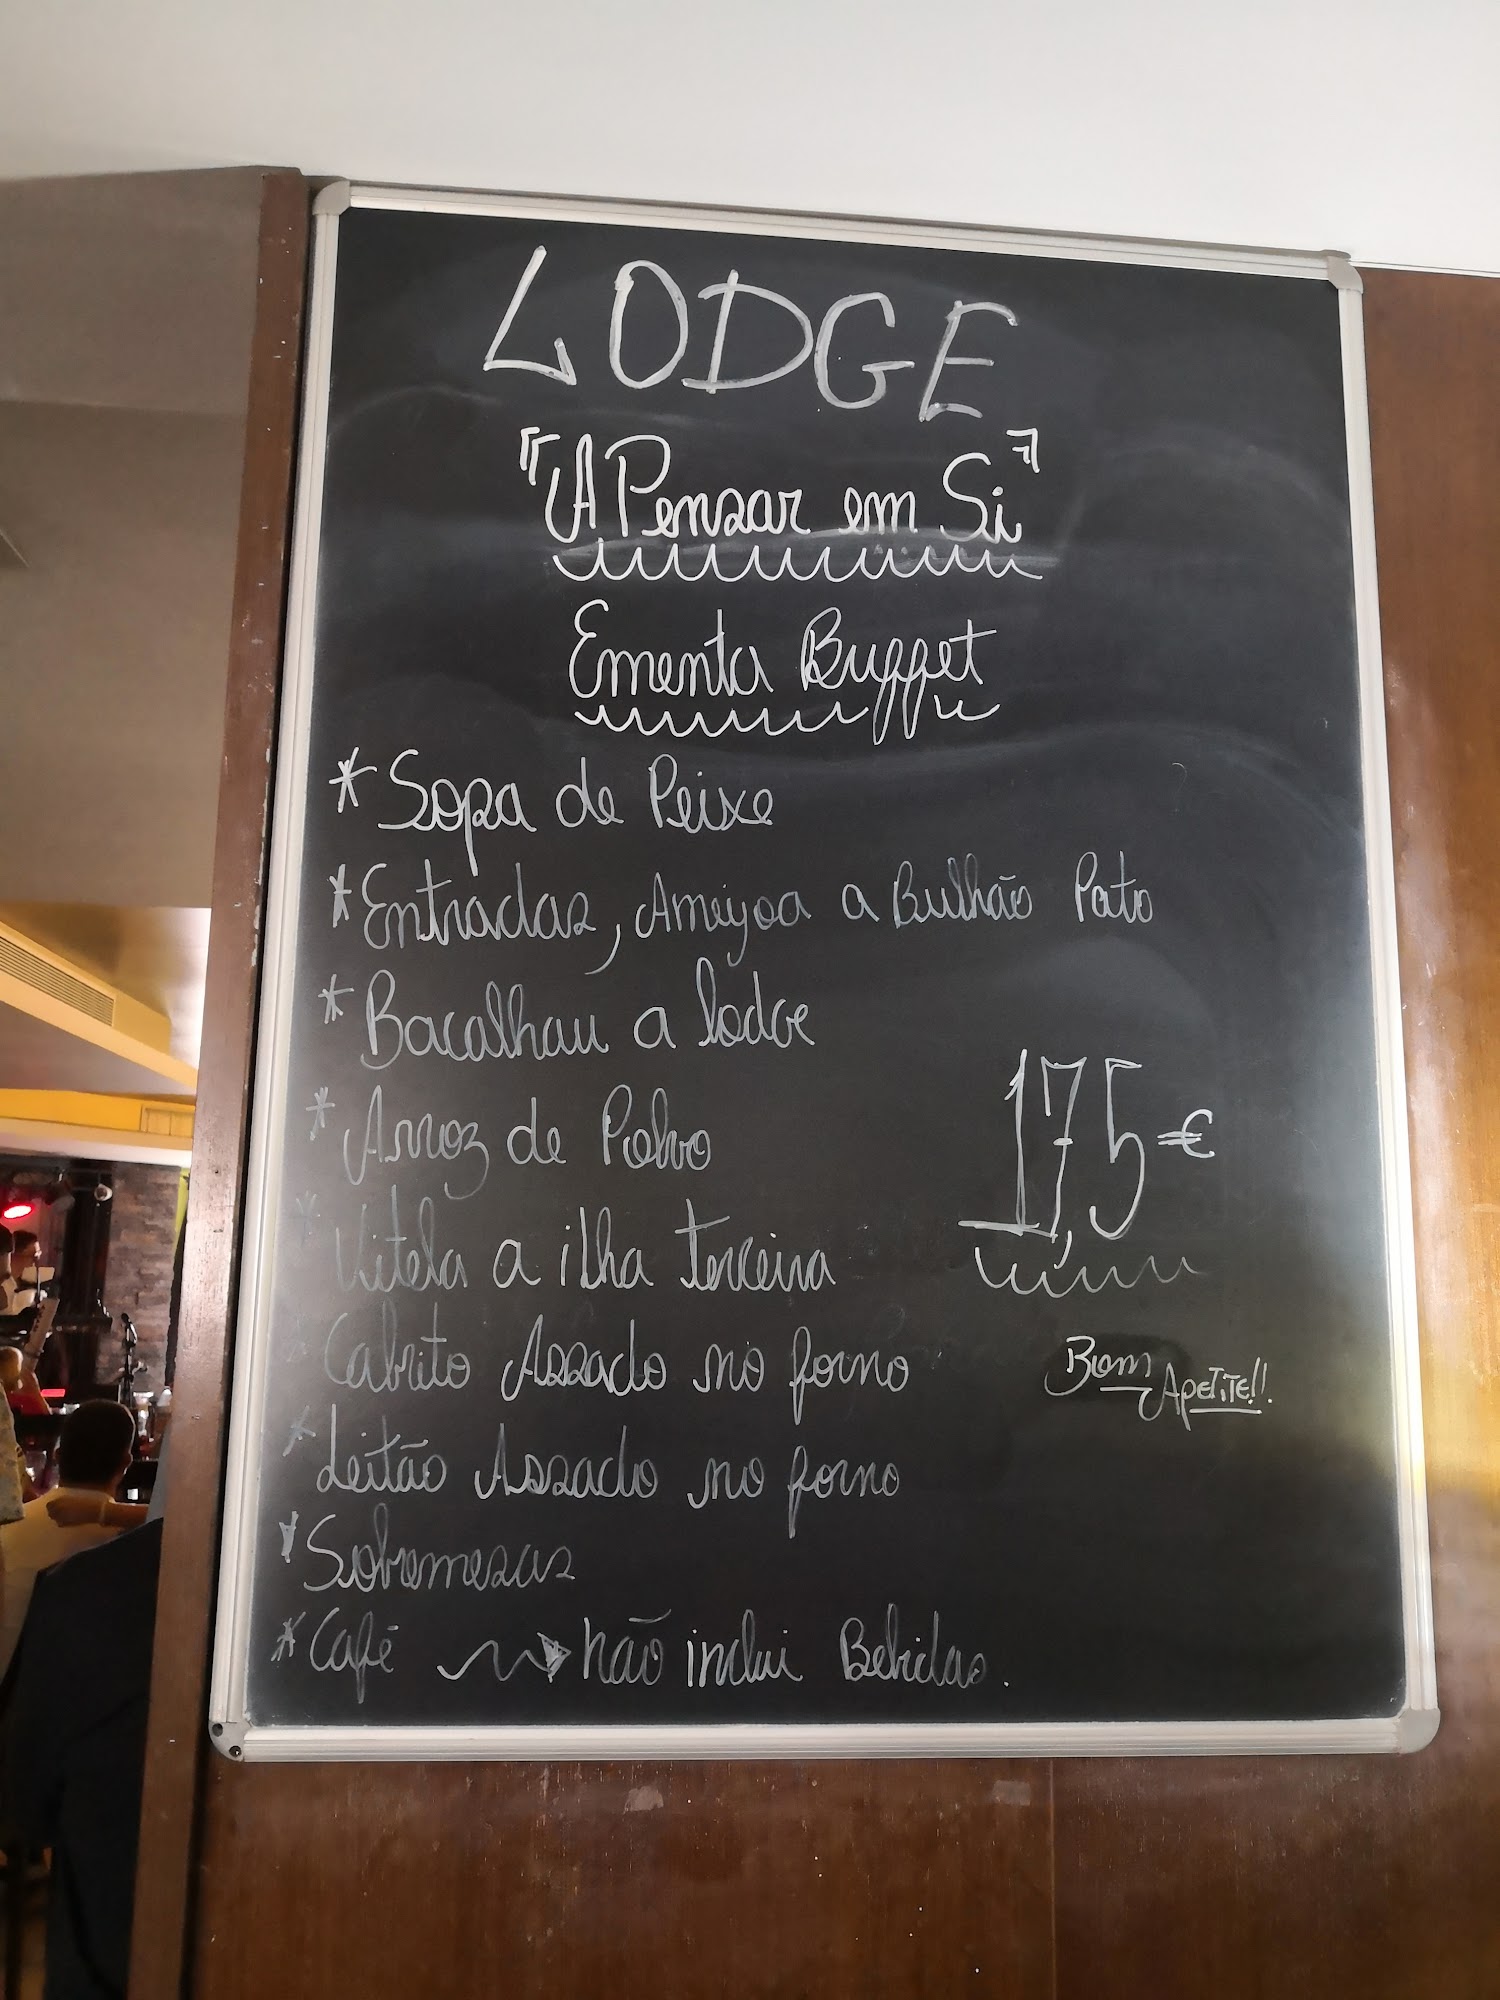 LODGE
"A Pensar em Si"
Ementa Buffet
* Sopa de Peixe
* Entradas, Ameijoa a Bulhão Pato
* Bacalhau a lodge
* Arroz de Polvo
17,5 €
* Vitela a ilha terceira
* Cabrito Assado no forno
Bom Apetite!!.
* Leitão Assado no forno
* Sobremesas
* Café → não inclui Bebidas.